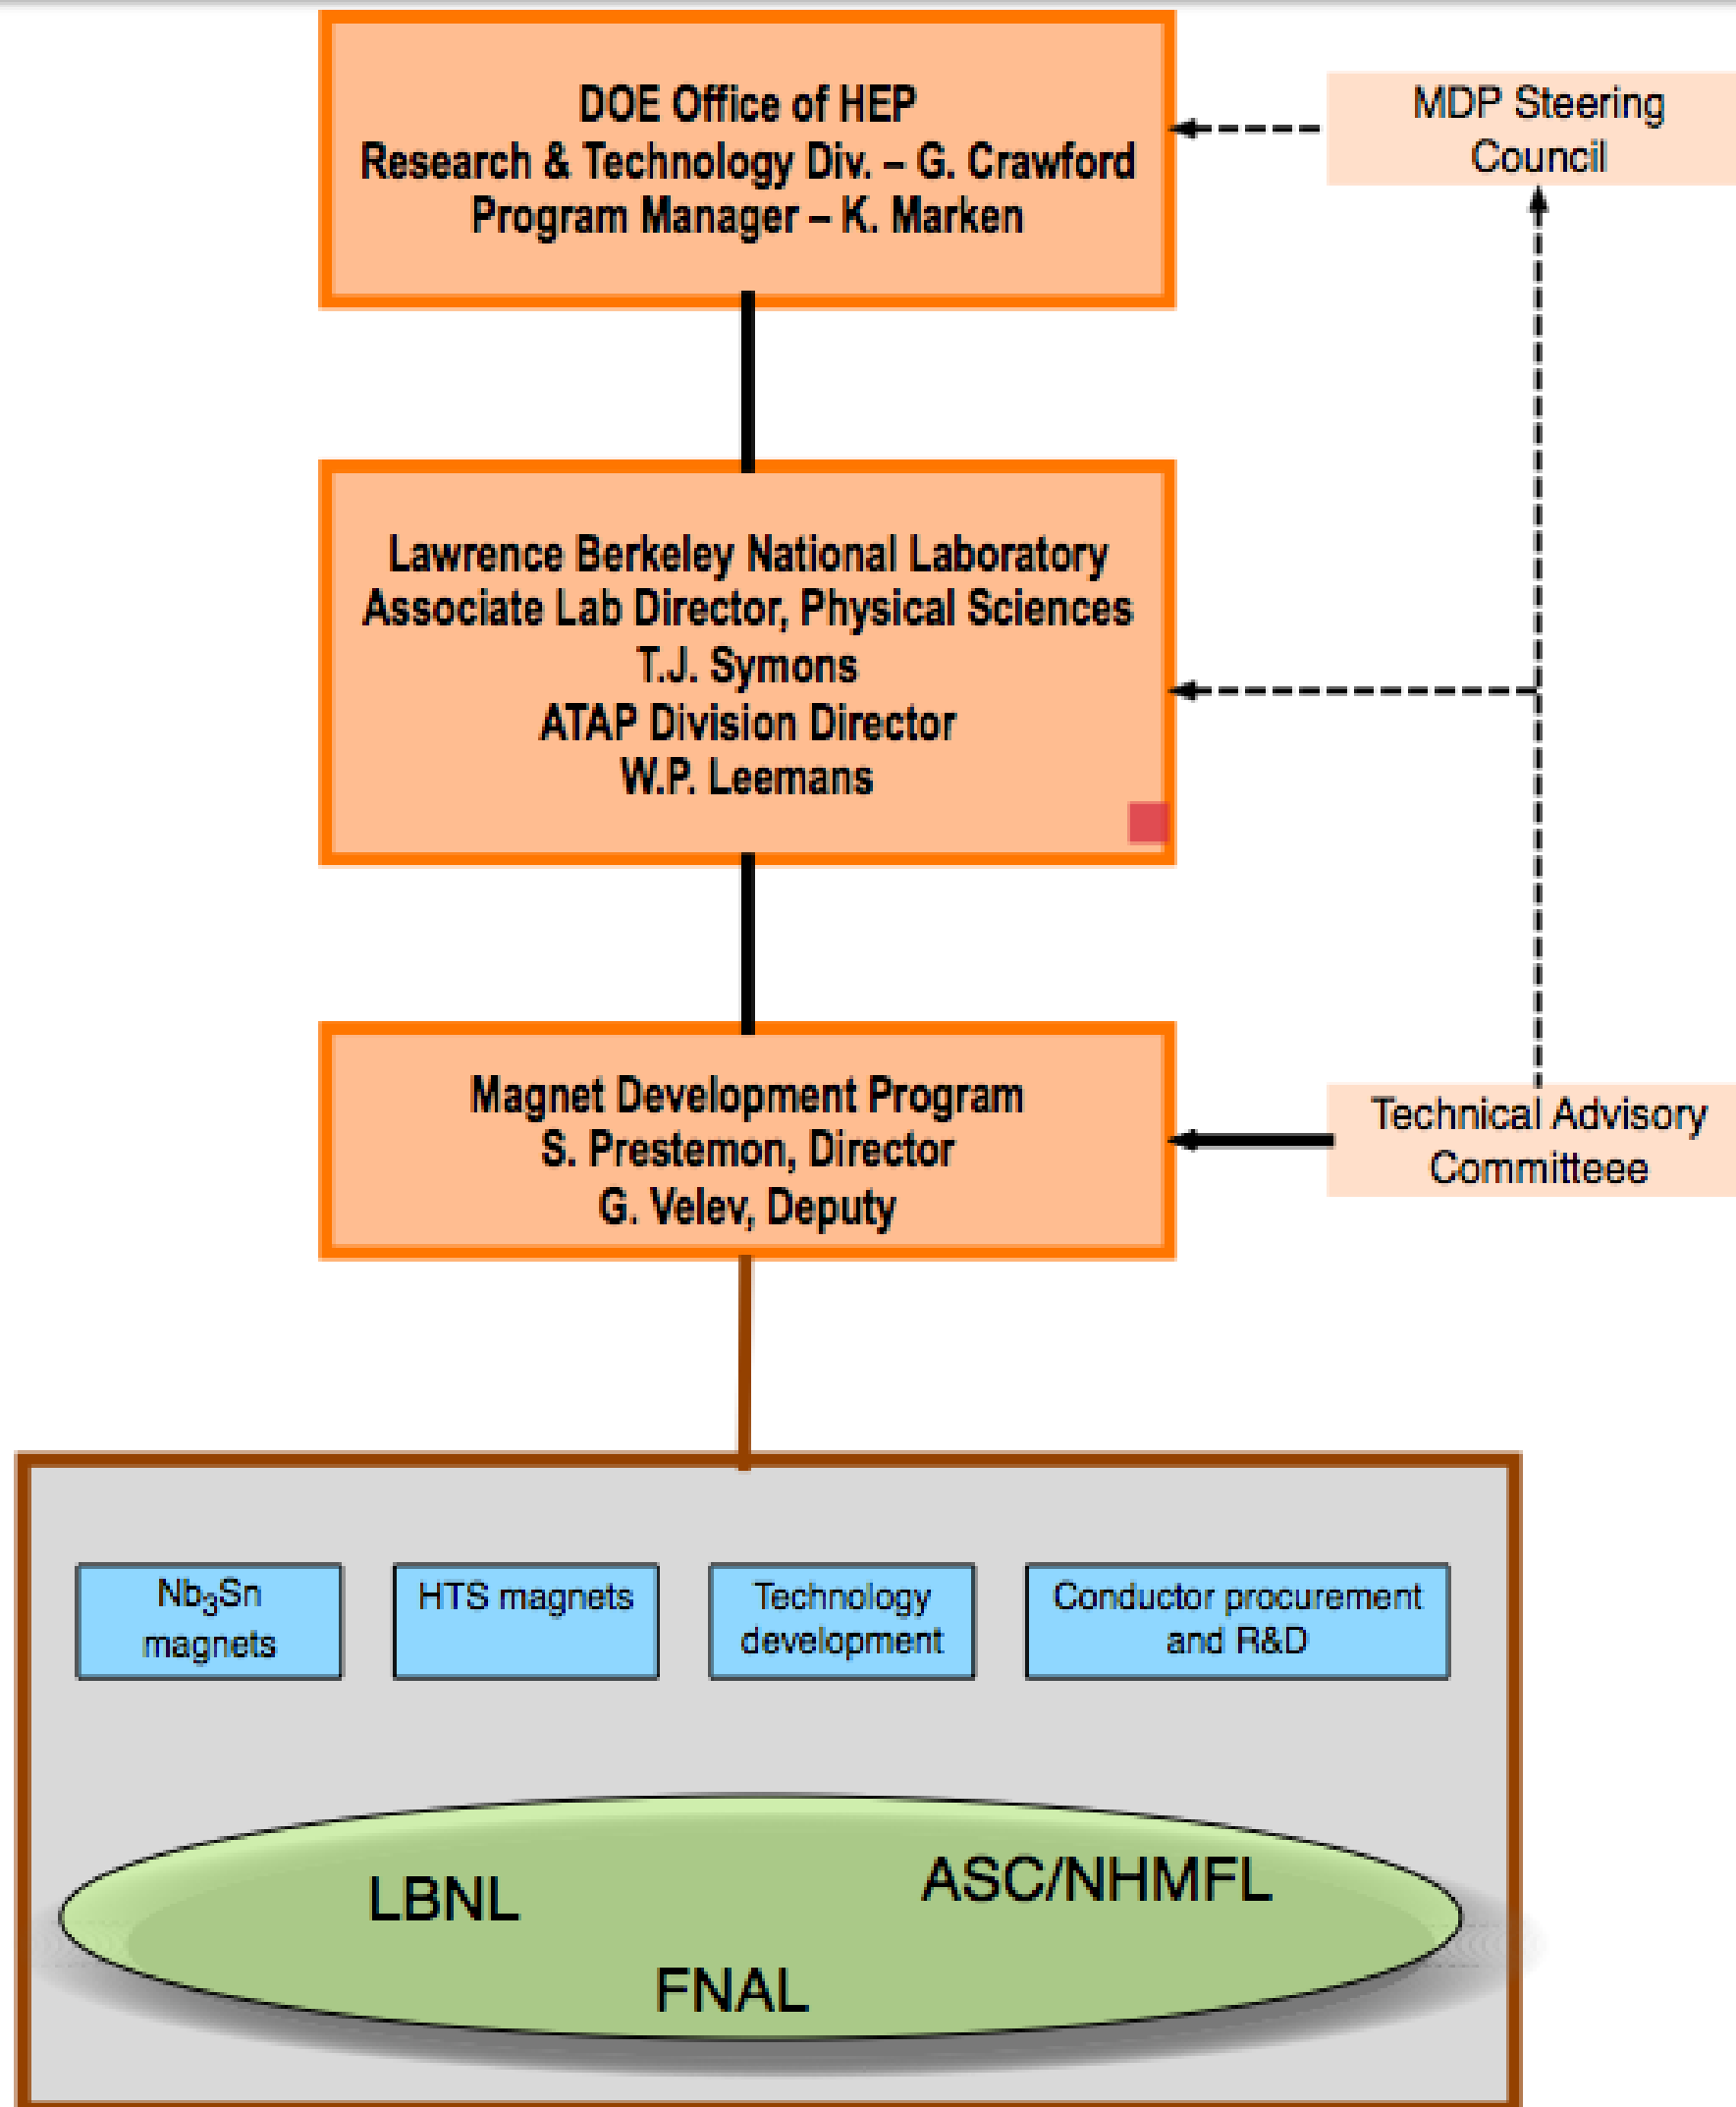 DOE Office of HEP
Research & Technology Div. – G. Crawford
Program Manager – K. Marken
MDP Steering
Council
Lawrence Berkeley National Laboratory
Associate Lab Director, Physical Sciences
T.J. Symons
ATAP Division Director
W.P. Leemans
Magnet Development Program
S. Prestemon, Director
G. Velev, Deputy
Technical Advisory
Committeee
Nb₃Sn
magnets
HTS magnets
Technology
development
Conductor procurement
and R&D
LBNL
ASC/NHMFL
FNAL